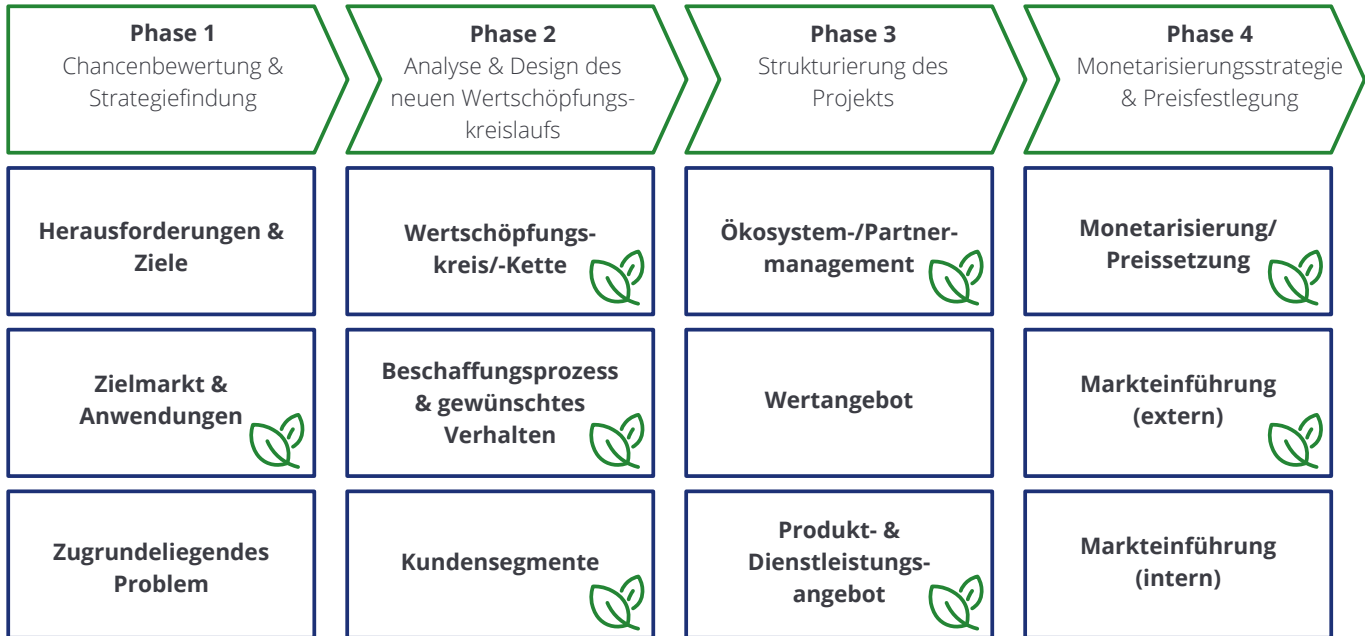 Phase 1
Chancenbewertung &
Strategiefindung
Phase 2
Analyse & Design des
neuen Wertschöpfungs-
kreislaufs
Phase 3
Strukturierung des
Projekts
Phase 4
Monetarisierungsstrategie
& Preisfestlegung
Herausforderungen &
Ziele
Wertschöpfungs-
kreis/-Kette
Ökosystem-/Partner-
management
Monetarisierung/
Preissetzung
Zielmarkt &
Anwendungen
Beschaffungsprozess
& gewünschtes
Verhalten
Wertangebot
Markteinführung
(extern)
Zugrundeliegendes
Problem
Kundensegmente
Produkt- &
Dienstleistungs-
angebot
Markteinführung
(intern)